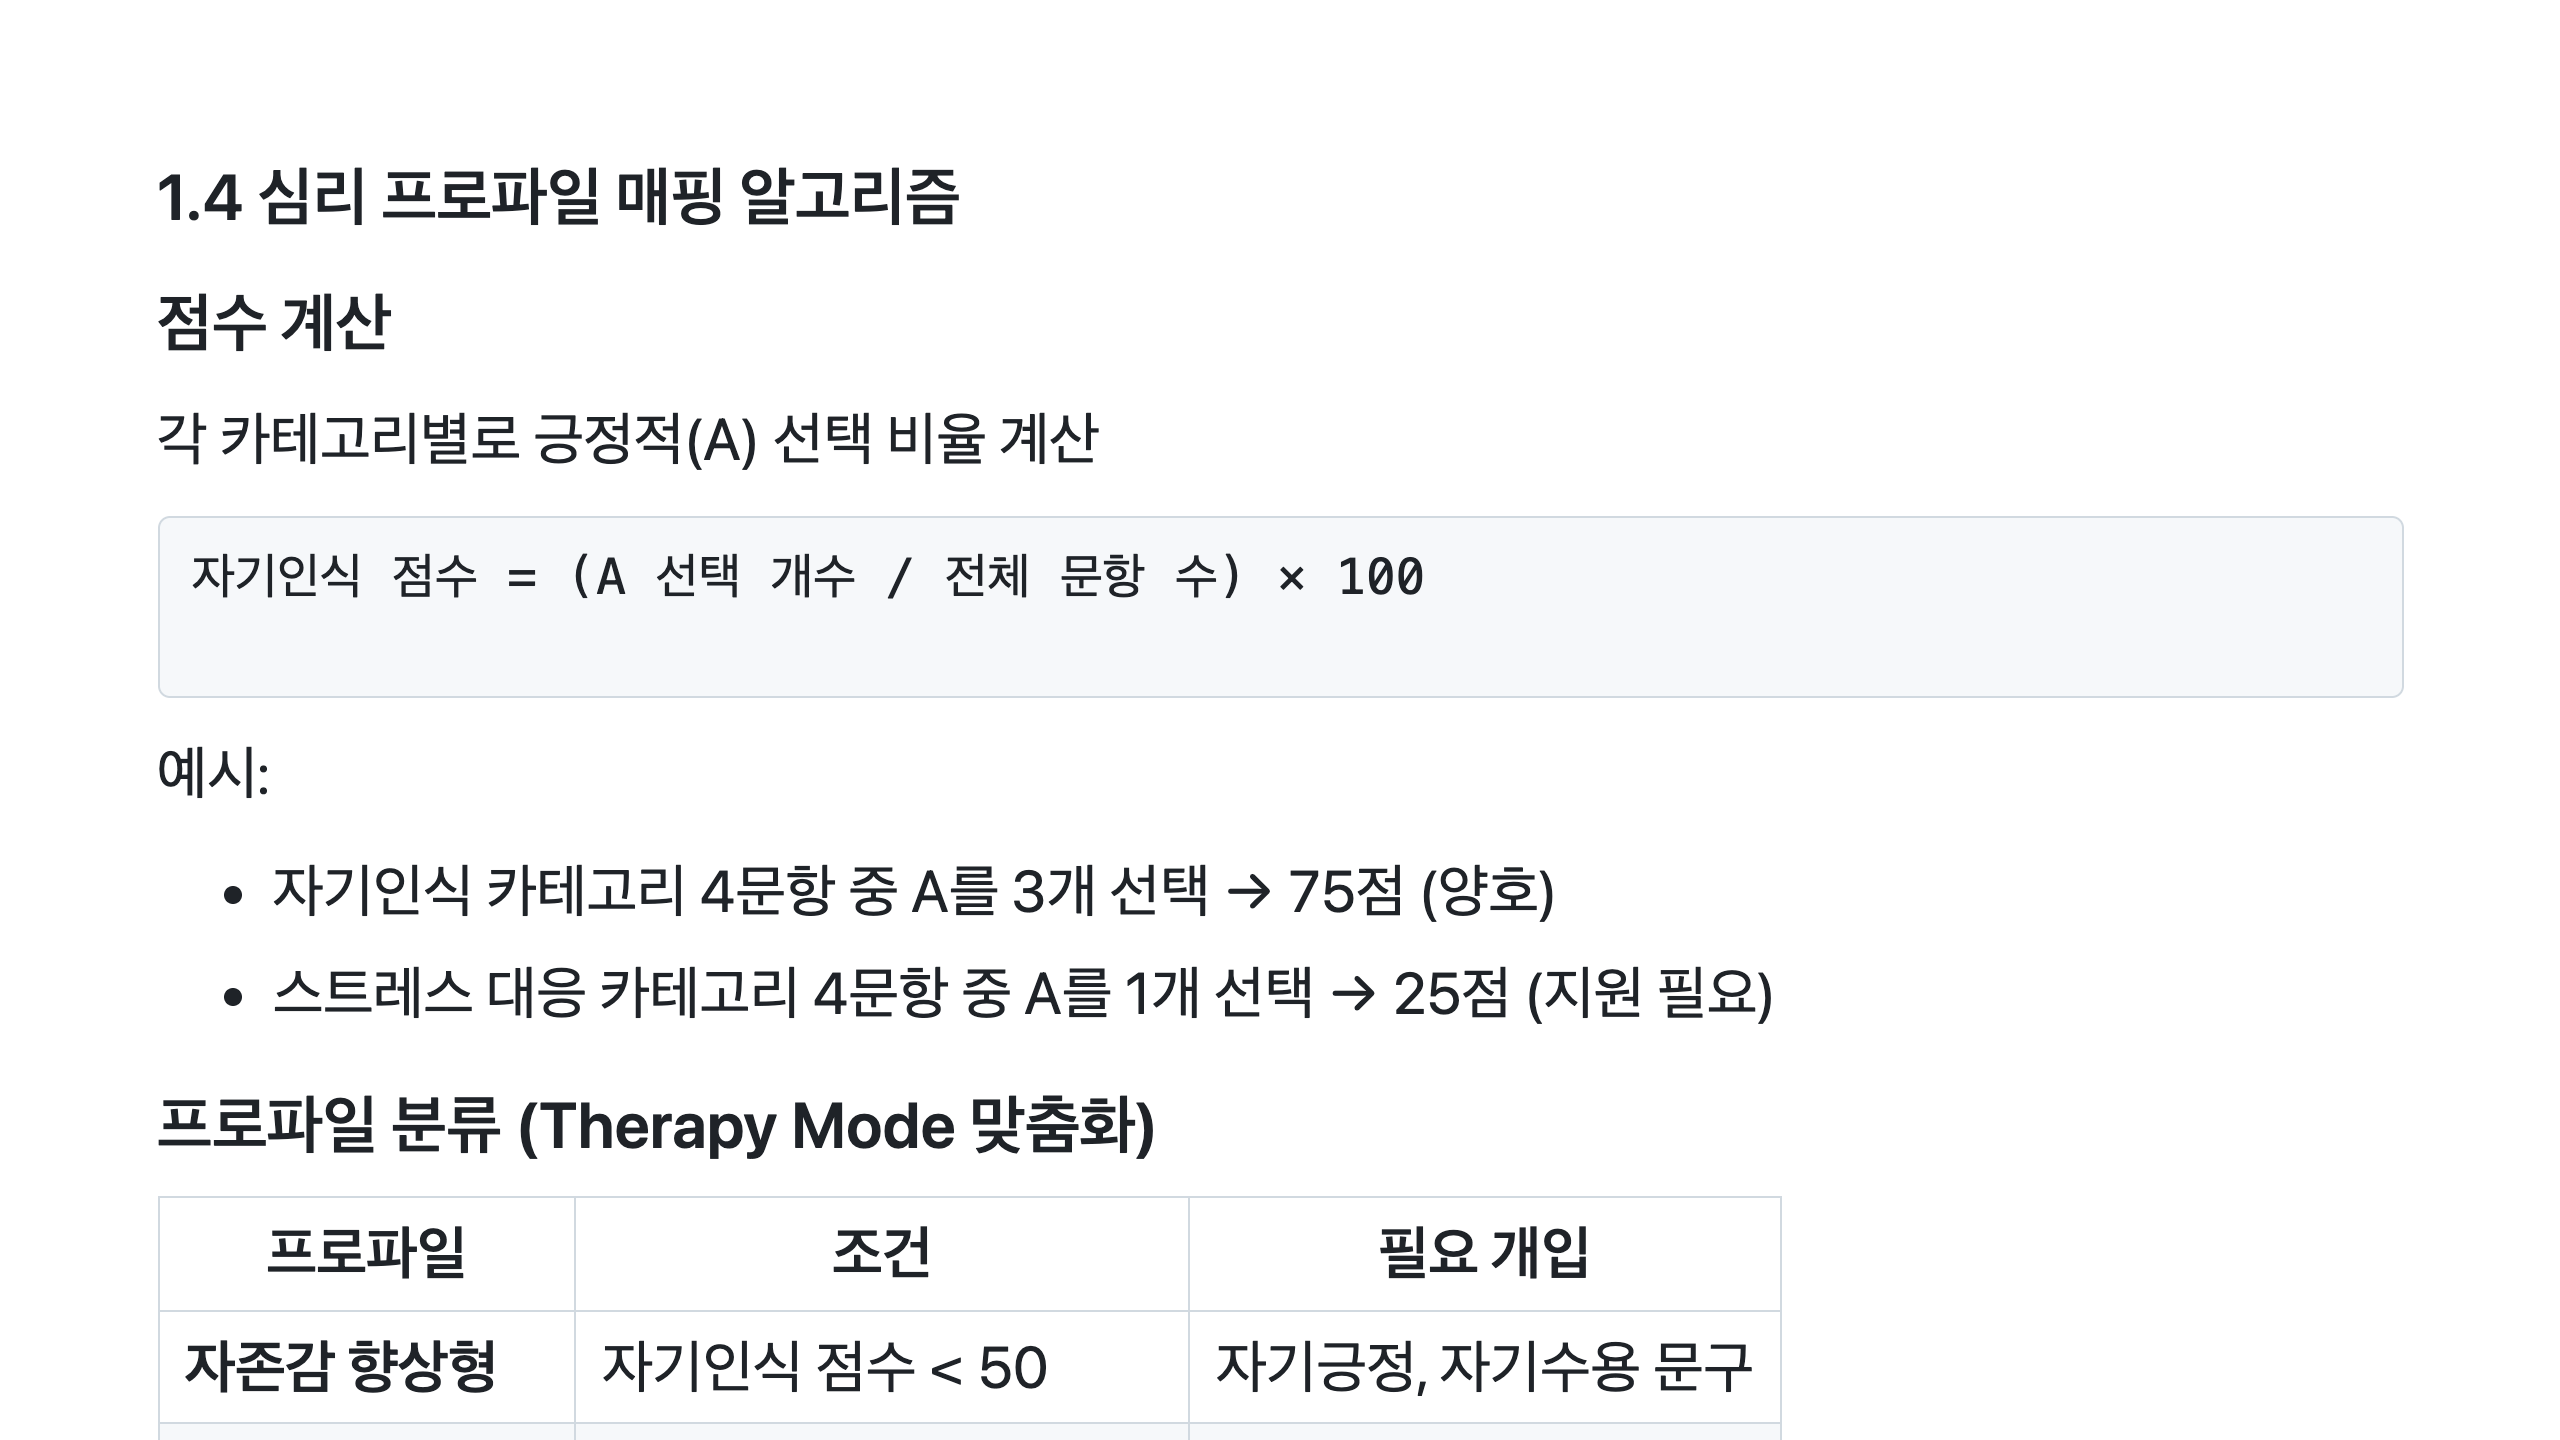 1.4 심리 프로파일 매핑 알고리즘
점수 계산
각 카테고리별로 긍정적(A) 선택 비율 계산
자기인식 점수 = (A 선택 개수 / 전체 문항 수) × 100
예시:
• 자기인식 카테고리 4문항 중 A를 3개 선택 → 75점 (양호)
• 스트레스 대응 카테고리 4문항 중 A를 1개 선택 → 25점 (지원 필요)
프로파일 분류 (Therapy Mode 맞춤화)
프로파일 조건 필요 개입
자존감 향상형 자기인식 점수 < 50 자기긍정, 자기수용 문구